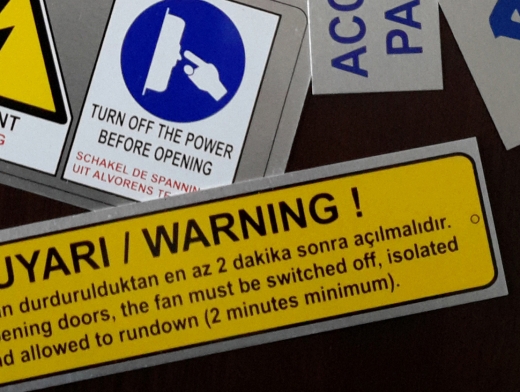 NT
TURN OFF THE POWER
BEFORE OPENING
SCHAKEL DE SPANNIN
UIT ALVORENS TE
ACC
PA
UYARI / WARNING !
n durdurulduktan en az 2 dakika sonra açılmalıdır.
ening doors, the fan must be switched off, isolated
d allowed to rundown (2 minutes minimum).